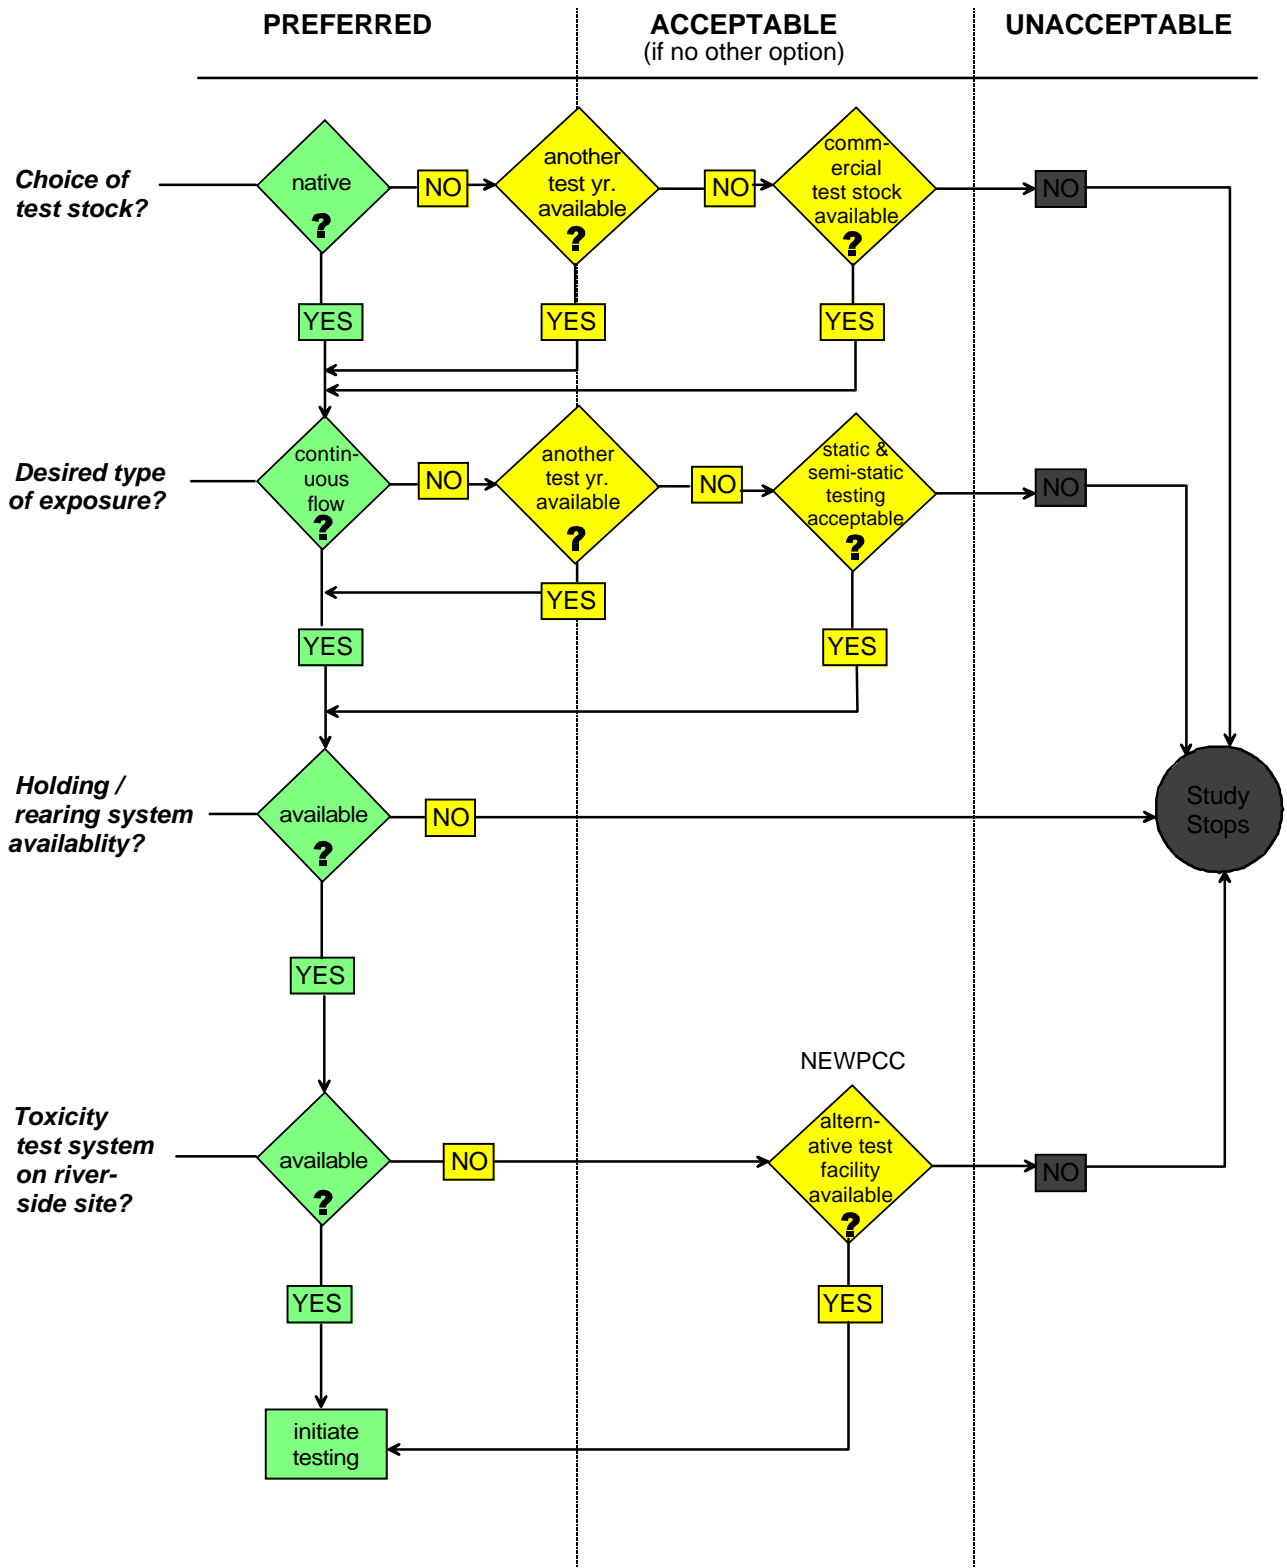 PREFERRED
ACCEPTABLE
(if no other option)
UNACCEPTABLE
Choice of
test stock?
native
?
NO
another
test yr.
available
?
NO
comm-
ercial
test stock
available
?
NO
YES
YES
YES
Desired type
of exposure?
contin-
uous
flow
?
NO
another
test yr.
available
?
NO
static &
semi-static
testing
acceptable
?
NO
YES
YES
YES
Holding /
rearing system
availablity?
available
?
NO
Study
Stops
YES
NEWPCC
Toxicity
test system
on river-
side site?
available
?
NO
altern-
ative test
facility
available
?
NO
YES
YES
initiate
testing